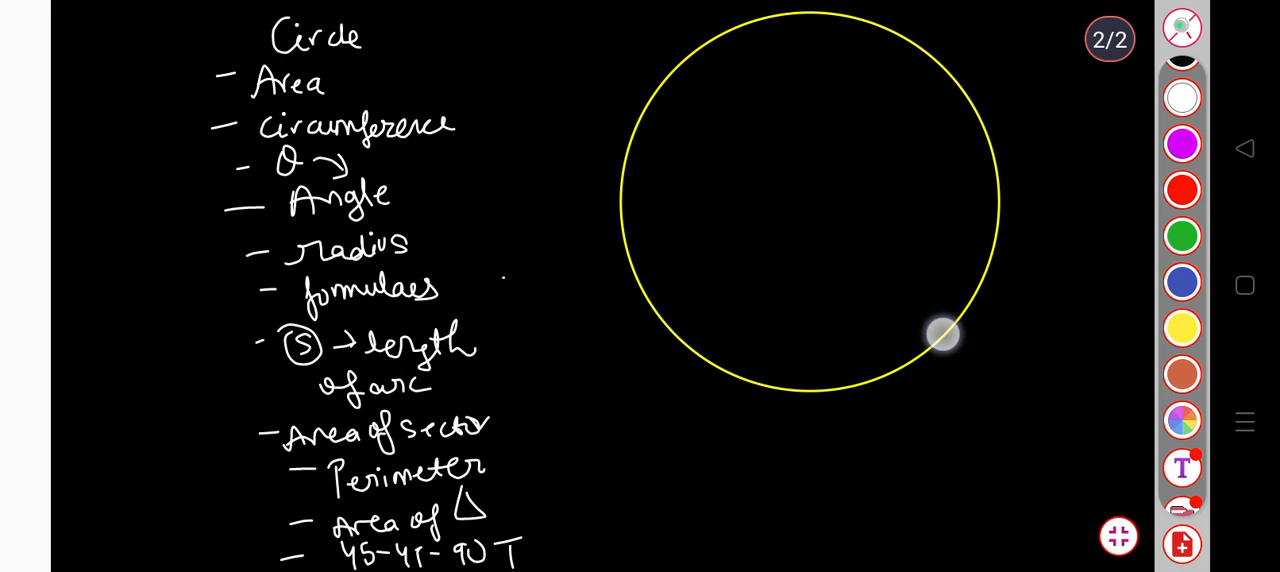 Circle
- Area
- Circumference
- θ →
- Angle
- radius
- formulaes
- S → length
of arc
- Area of sector
- Perimeter
- Area of △
- 45-45-90 T
2/2
T